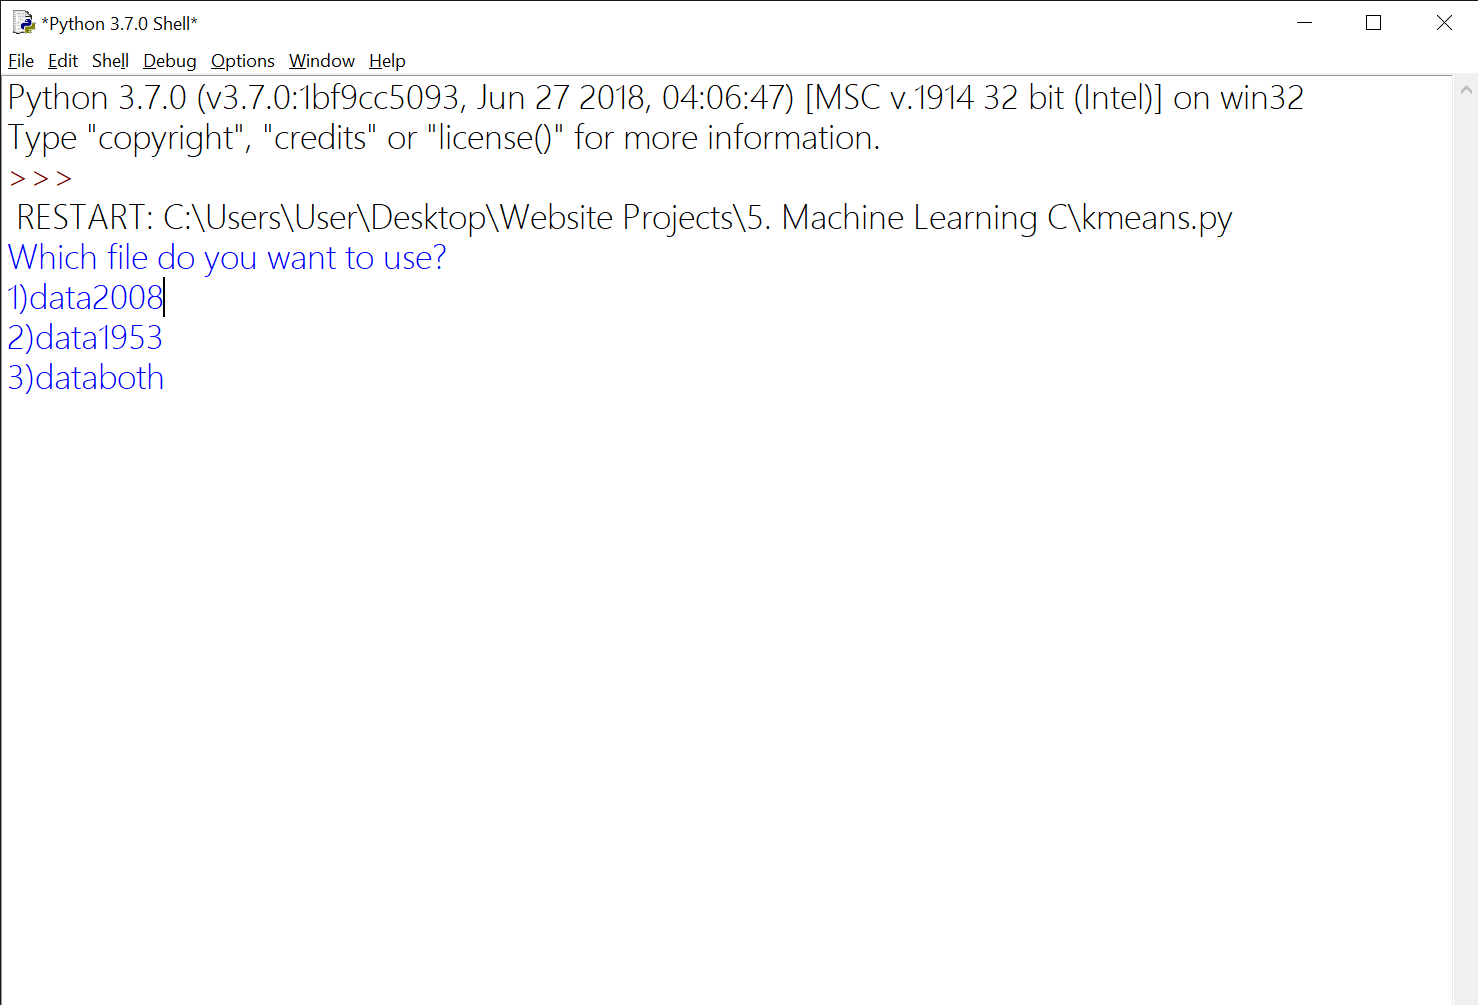 *Python 3.7.0 Shell*
File Edit Shell Debug Options Window Help
Python 3.7.0 (v3.7.0:1bf9cc5093, Jun 27 2018, 04:06:47) [MSC v.1914 32 bit (Intel)] on win32
Type "copyright", "credits" or "license()" for more information.
>>>
 RESTART: C:\Users\User\Desktop\Website Projects\5. Machine Learning C\kmeans.py
Which file do you want to use?
1)data2008
2)data1953
3)databoth